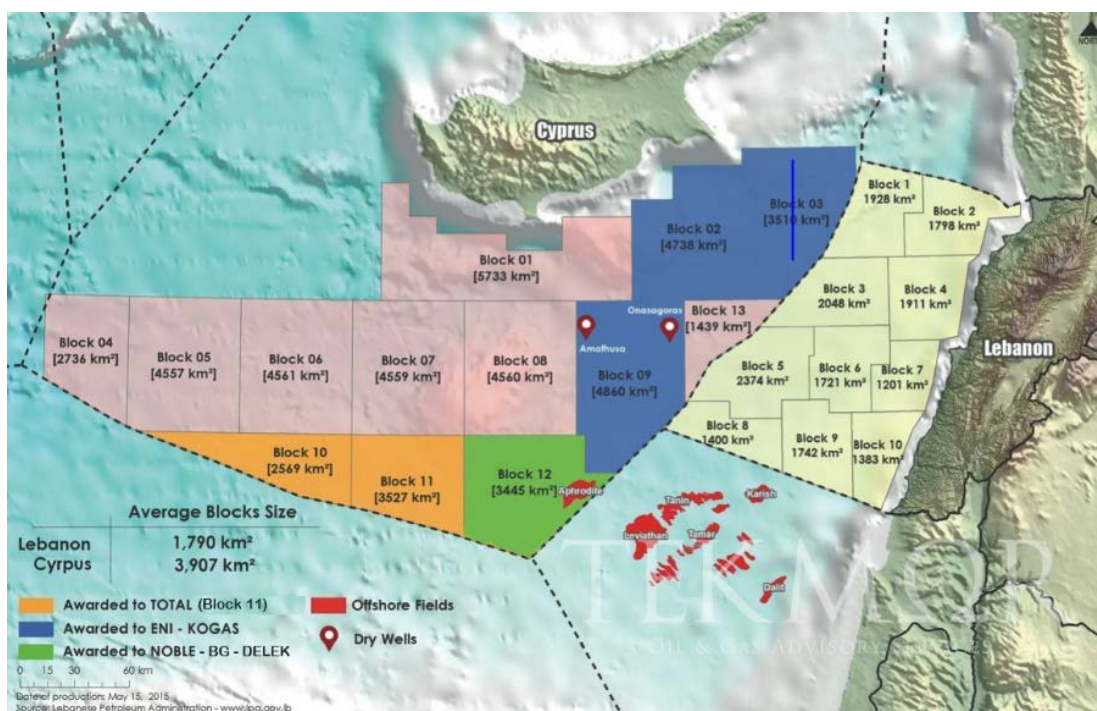 NORTH
Cyprus
Block 1
1928 km²
Block 2
1798 km²
Block 03
[3510 km²]
Block 02
[4738 km²]
Block 01
[5733 km²]
Block 3
2048 km²
Block 4
1911 km²
Block 04
[2736 km²]
Block 05
[4557 km²]
Block 06
[4561 km²]
Block 07
[4559 km²]
Block 08
[4560 km²]
Amathusa
Onasagoras
Block 13
[1439 km²]
Block 09
[4860 km²]
Lebanon
Block 5
2374 km²
Block 6
1721 km²
Block 7
1201 km²
Block 8
1400 km²
Block 9
1742 km²
Block 10
1383 km²
Block 10
[2569 km²]
Block 11
[3527 km²]
Block 12
[3445 km²]
Aphrodite
Tanin
Karish
Leviathan
Tamar
Dalit
Average Blocks Size
Lebanon 1,790 km²
Cyrpus 3,907 km²
Awarded to TOTAL (Block 11)
Awarded to ENI - KOGAS
Awarded to NOBLE - BG - DELEK
Offshore Fields
Dry Wells
0 15 30 60 km
Date of production: May 15, 2015
Source: Lebanese Petroleum Administration - www.lpa.gov.lb
TEKMOR
OIL & GAS ADVISORY SERVICES